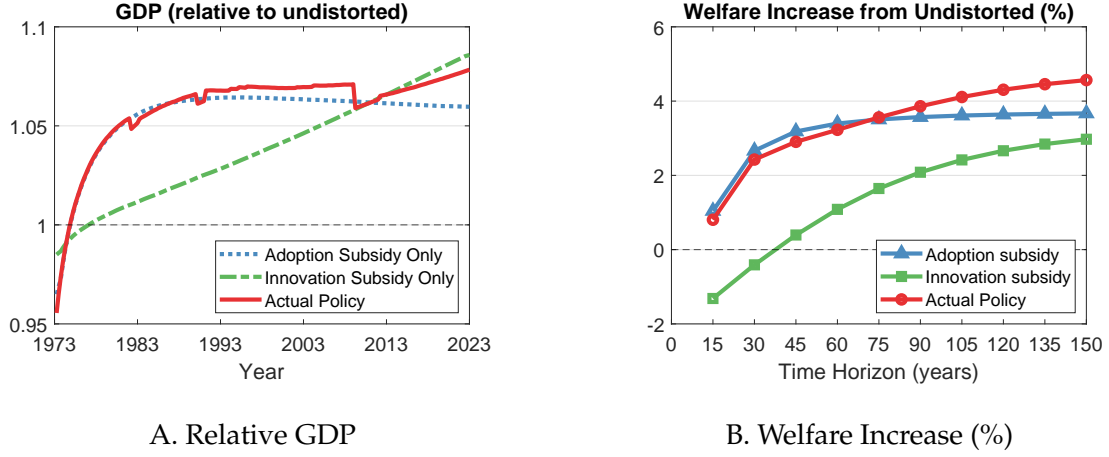 GDP (relative to undistorted)
1.1
1.05
1
0.95
1973
1983
1993
2003
2013
2023
Year
Adoption Subsidy Only
Innovation Subsidy Only
Actual Policy
A. Relative GDP
Welfare Increase from Undistorted (%)
6
4
2
0
-2
0
15
30
45
60
75
90
105
120
135
150
Time Horizon (years)
Adoption subsidy
Innovation subsidy
Actual Policy
B. Welfare Increase (%)